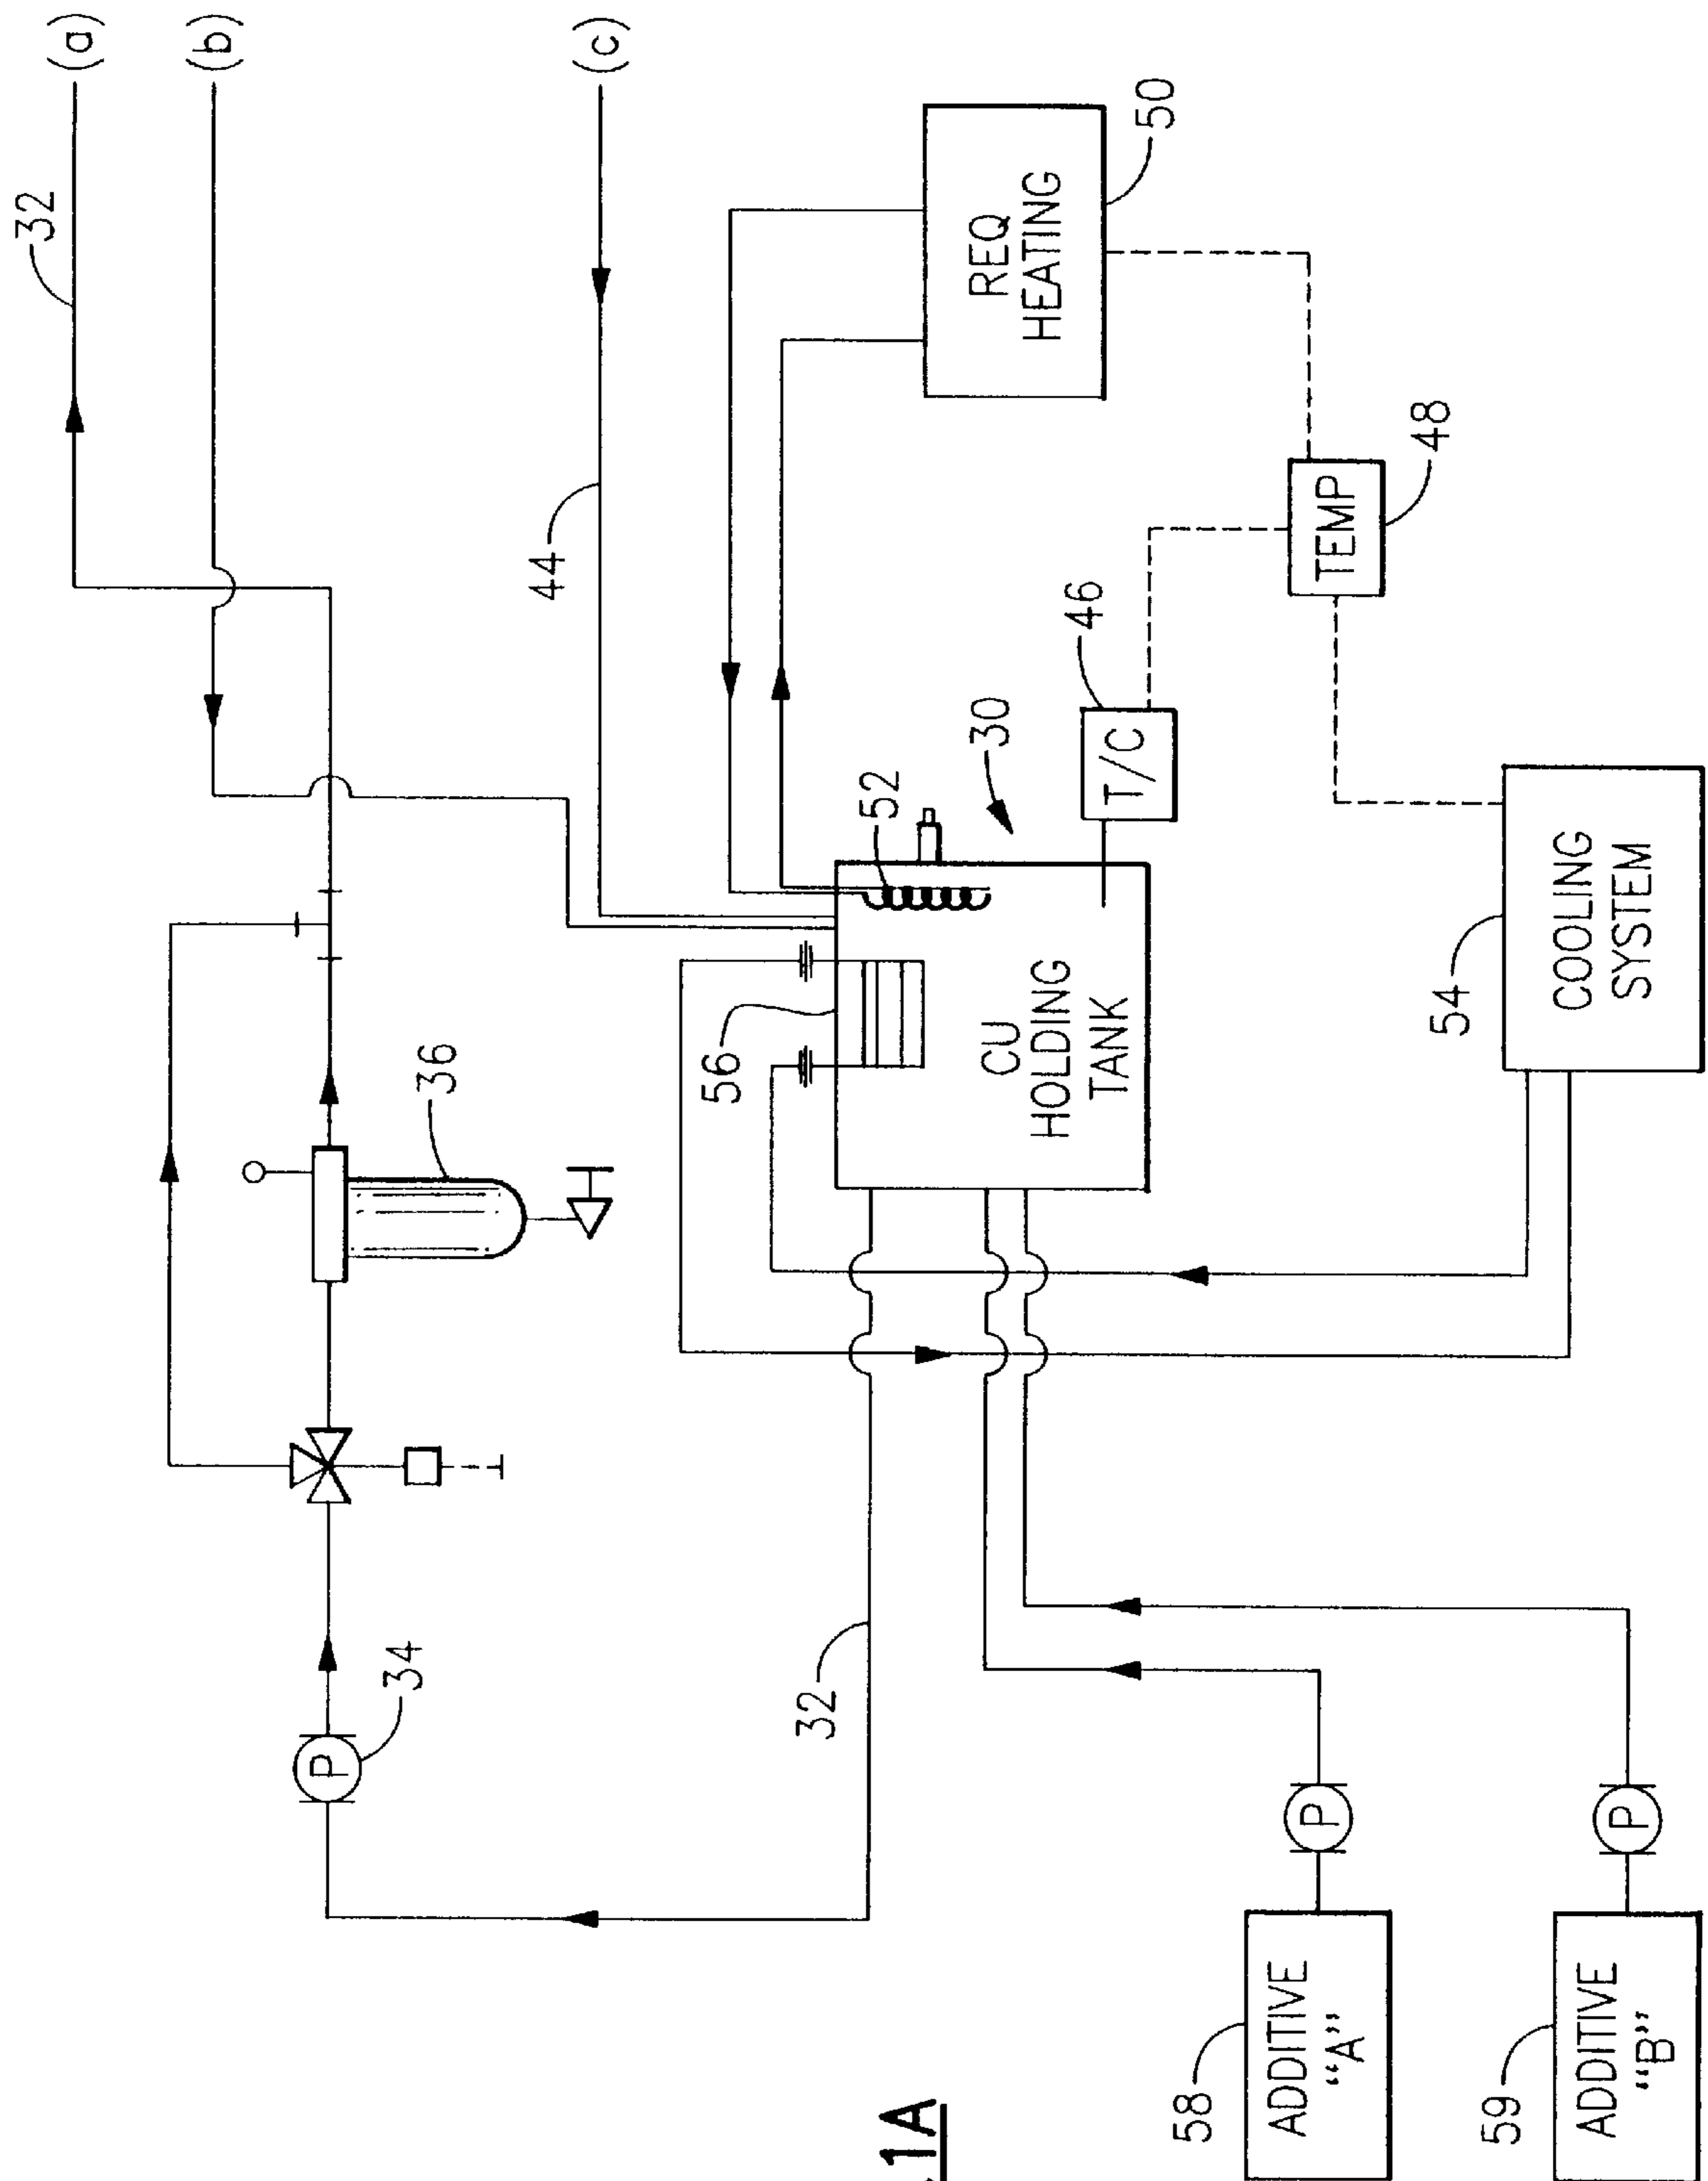 (a)
(b)
(c)
32
44
REQ
HEATING
50
TEMP
48
T/C
46
30
52
56
CU
HOLDING
TANK
COOLING
SYSTEM
54
36
P
34
32
P
P
ADDITIVE
“A”
58
ADDITIVE
“B”
59
.1A